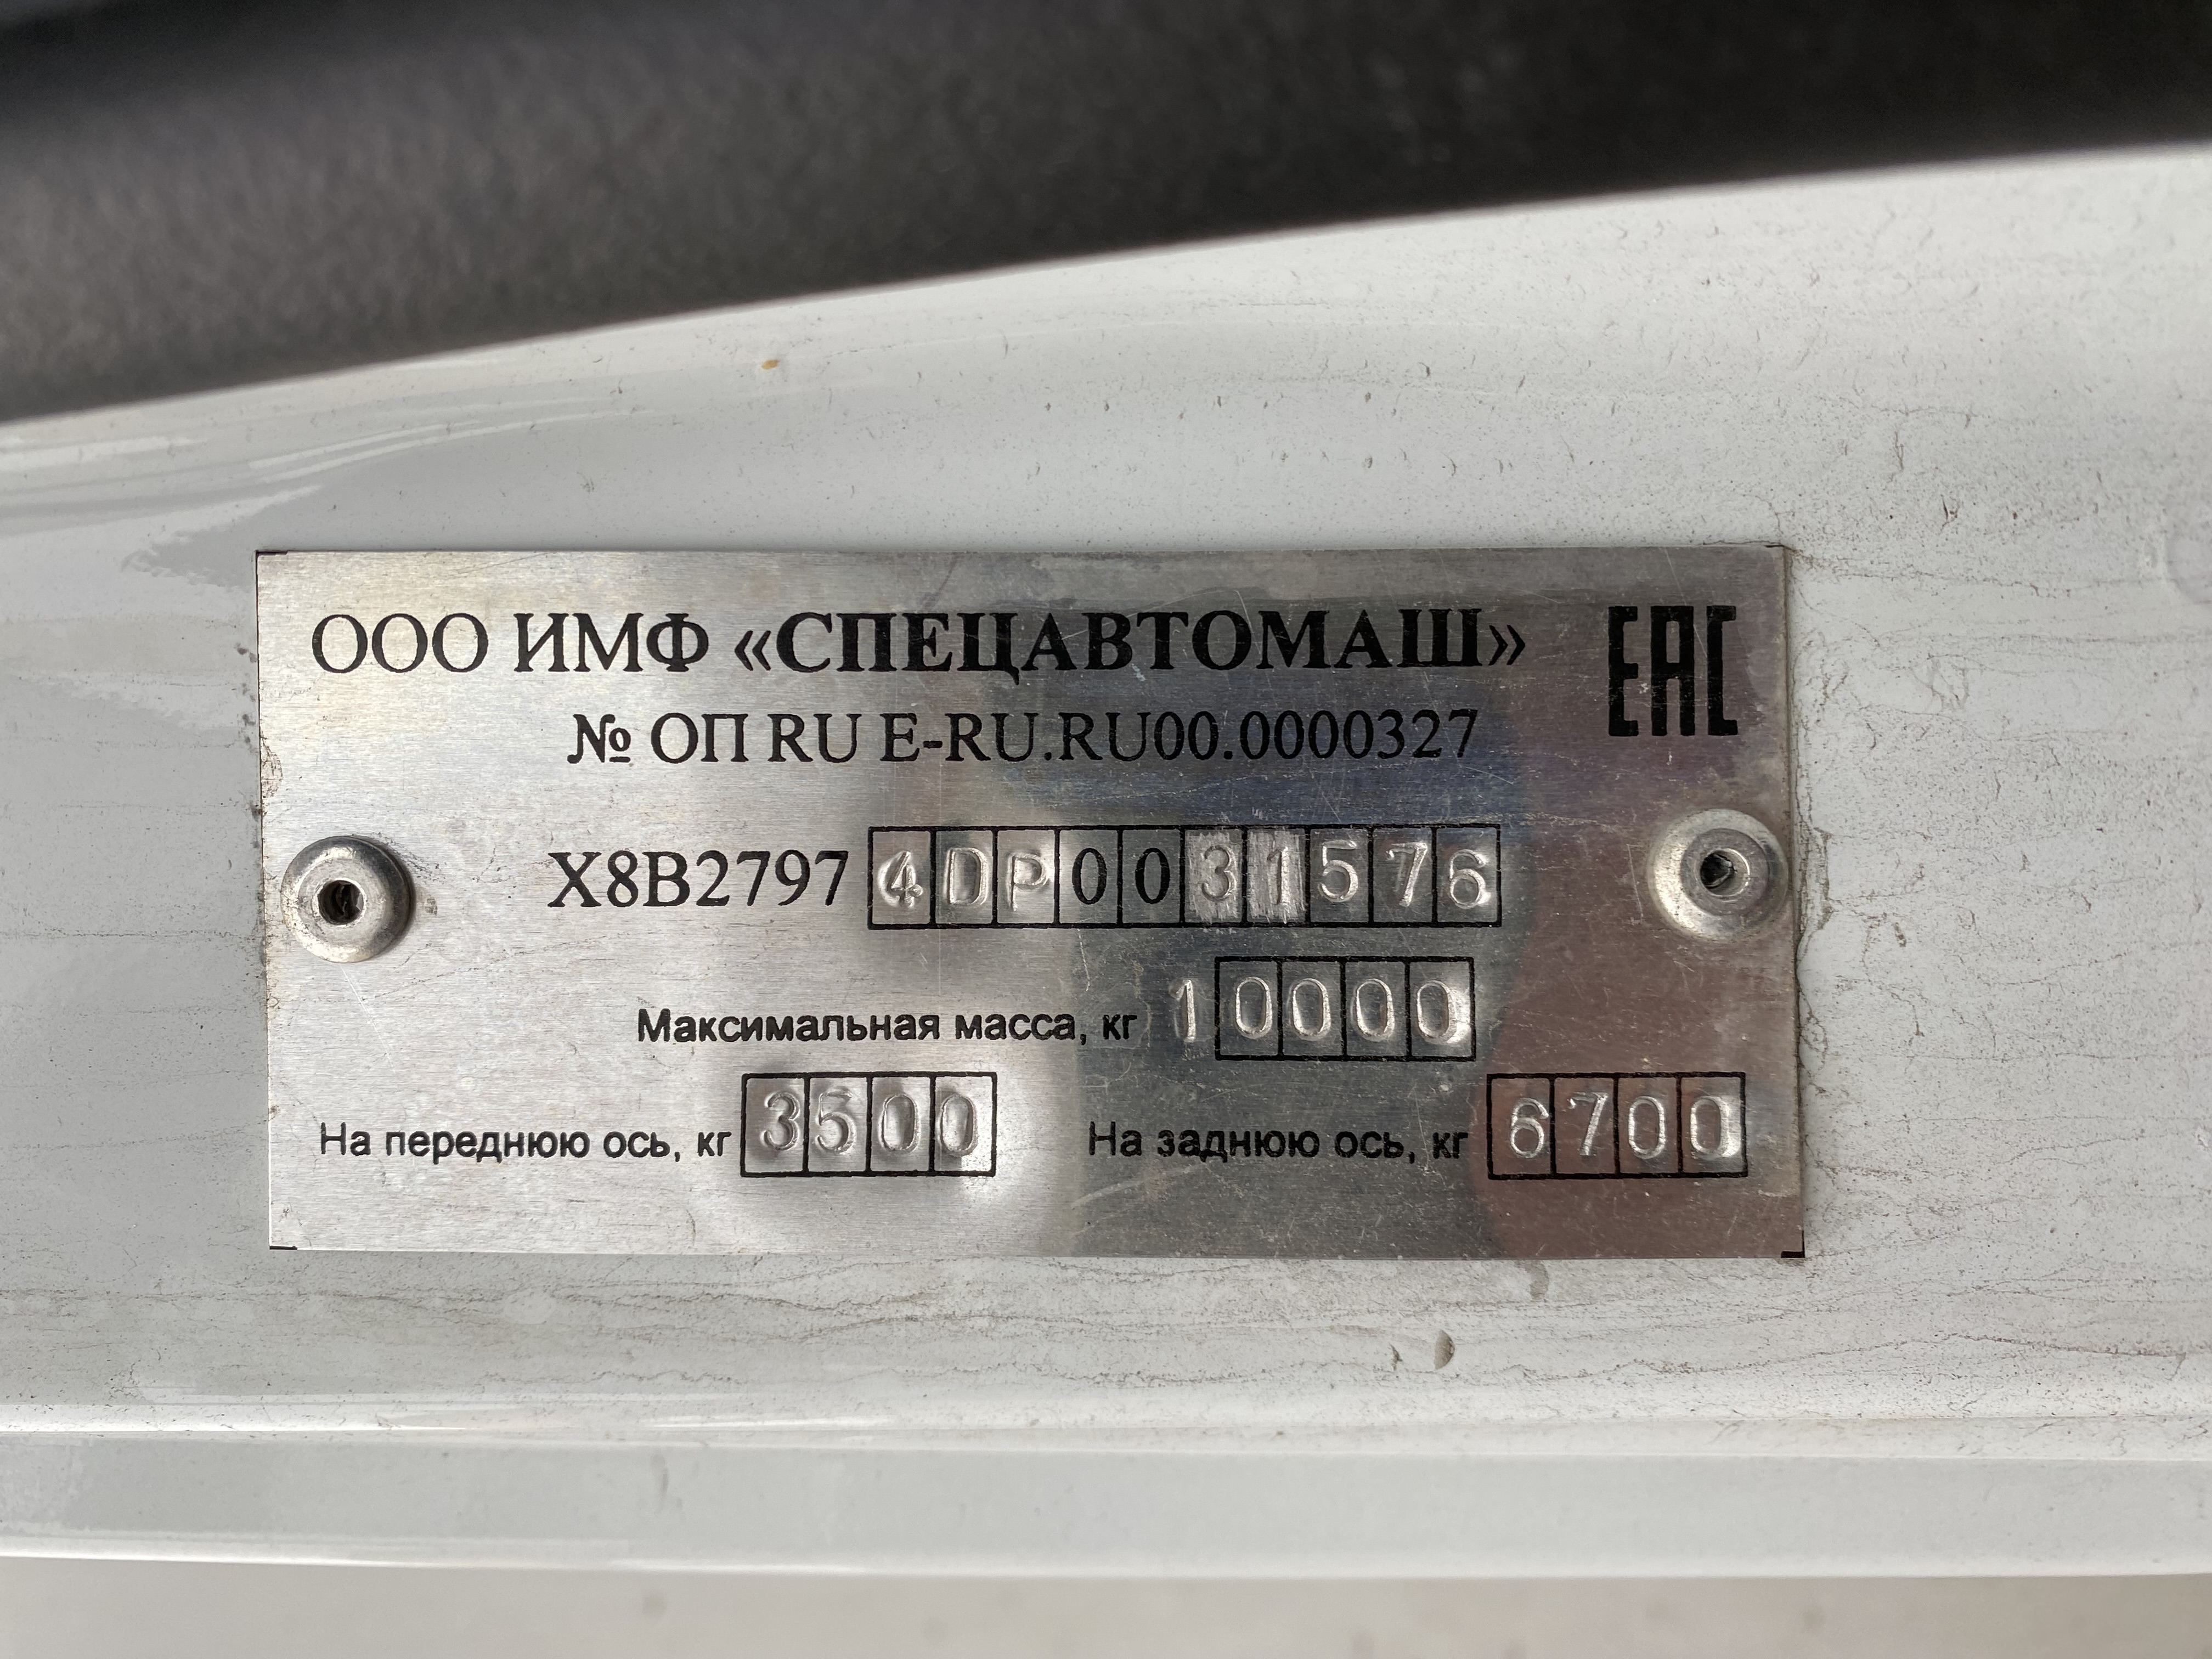 ООО ИМФ «СПЕЦАВТОМАШ» ЕАС
№ ОП RU E-RU.RU00.0000327
X8B27974DP0031576
Максимальная масса, кг 10000
На переднюю ось, кг 3500 На заднюю ось, кг 6700